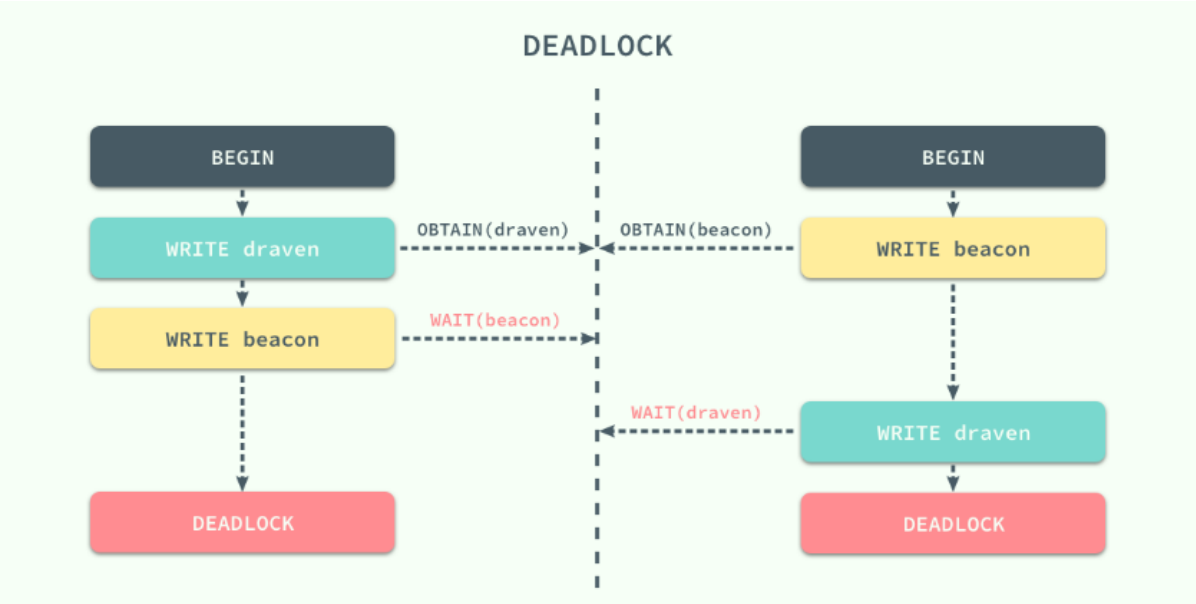 DEADLOCK
BEGIN
BEGIN
WRITE draven
OBTAIN(draven)
OBTAIN(beacon)
WRITE beacon
WRITE beacon
WAIT(beacon)
WAIT(draven)
WRITE draven
DEADLOCK
DEADLOCK